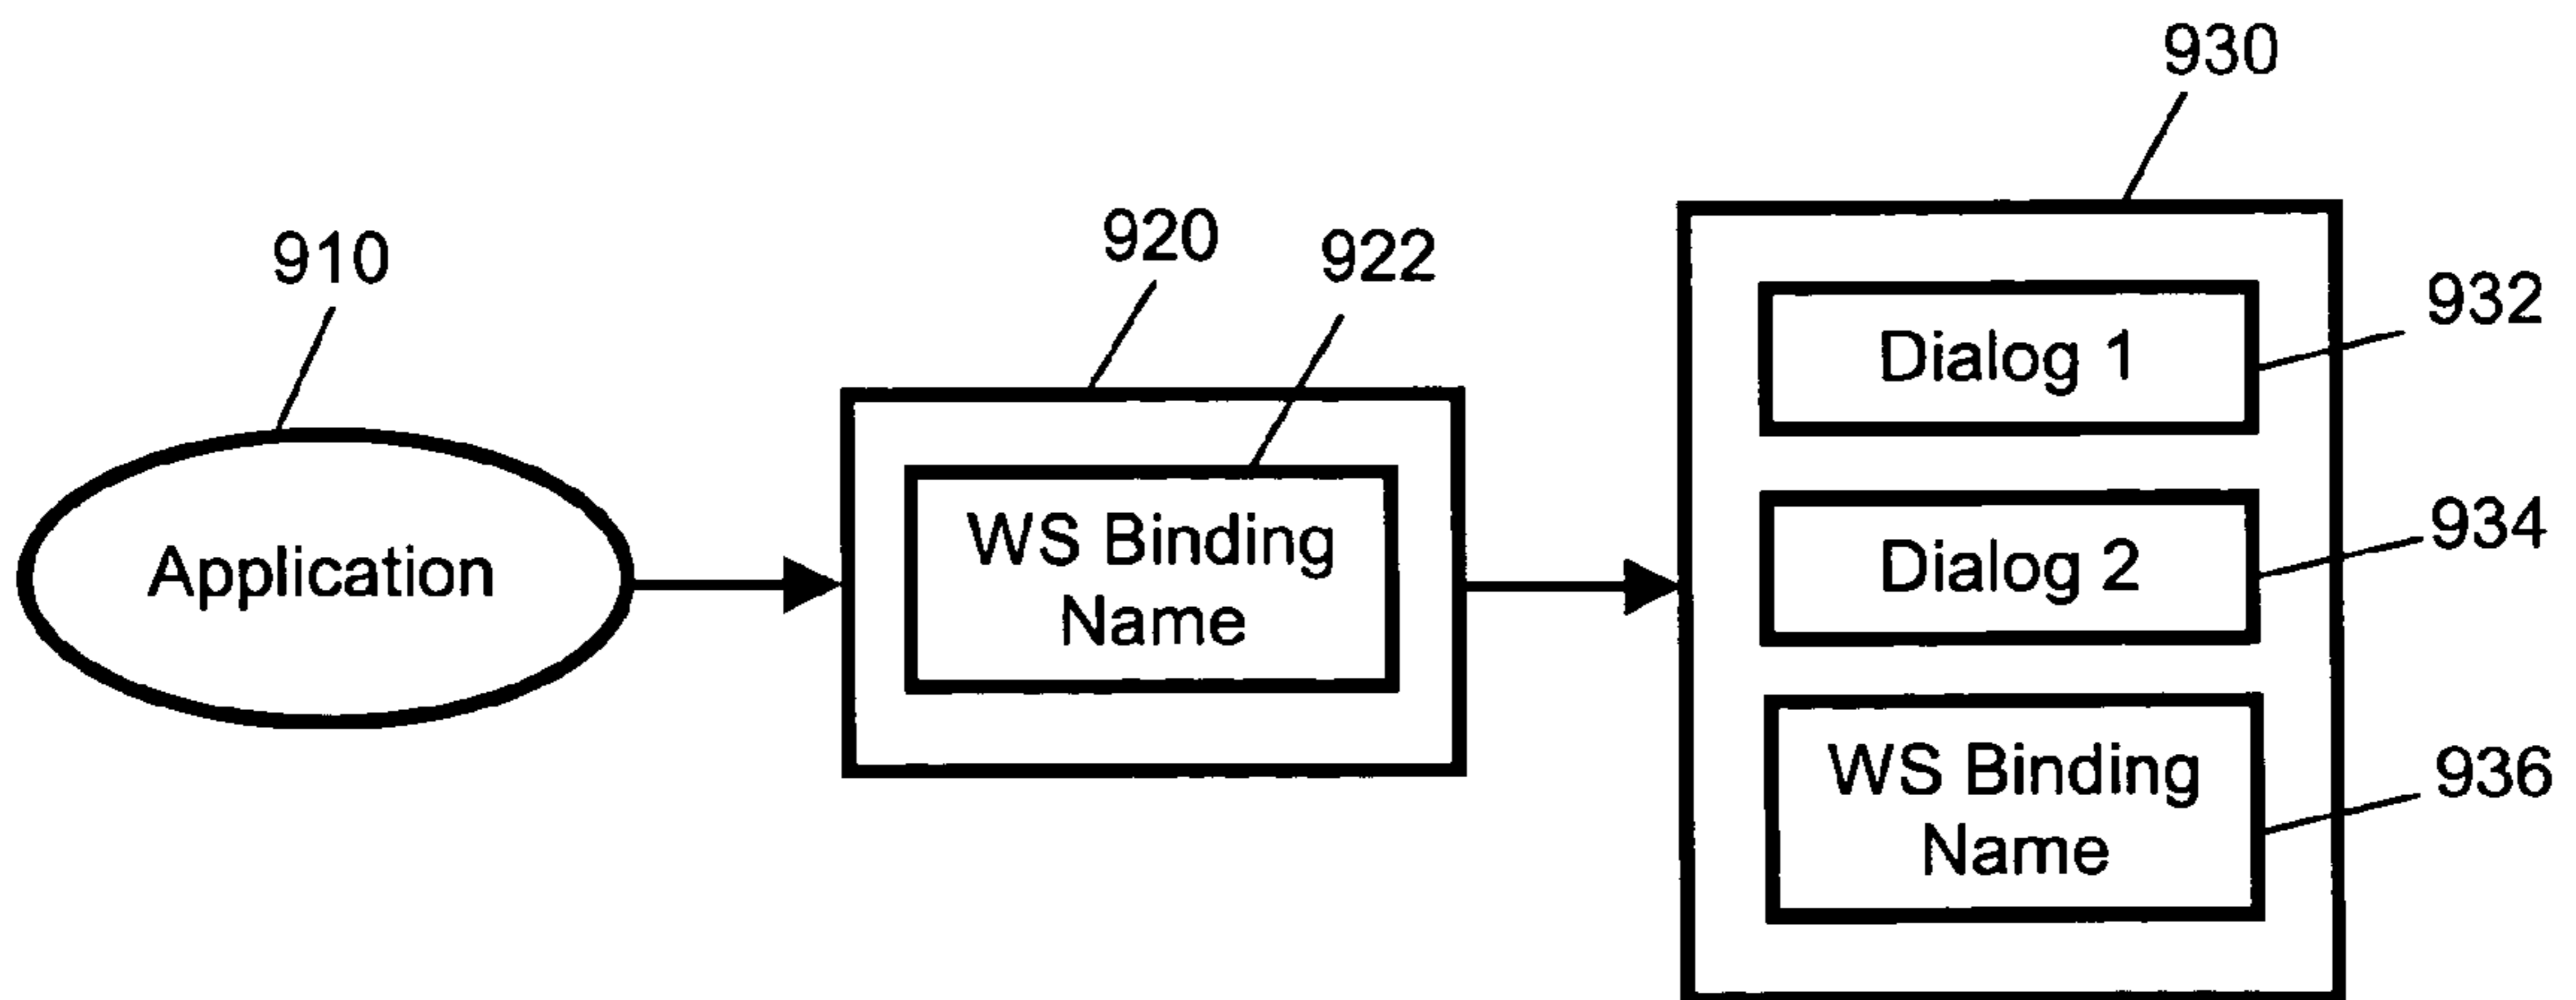 930
920
922
910
932
Dialog 1
934
Application
WS Binding
Name
Dialog 2
936
WS Binding
Name